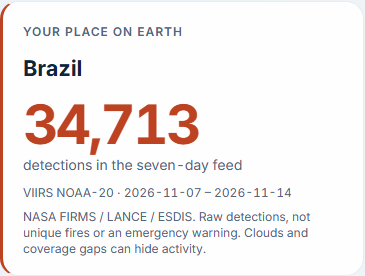 YOUR PLACE ON EARTH
Brazil
34,713
detections in the seven-day feed
VIIRS NOAA-20 · 2026-11-07 – 2026-11-14
NASA FIRMS / LANCE / ESDIS. Raw detections, not
unique fires or an emergency warning. Clouds and
coverage gaps can hide activity.